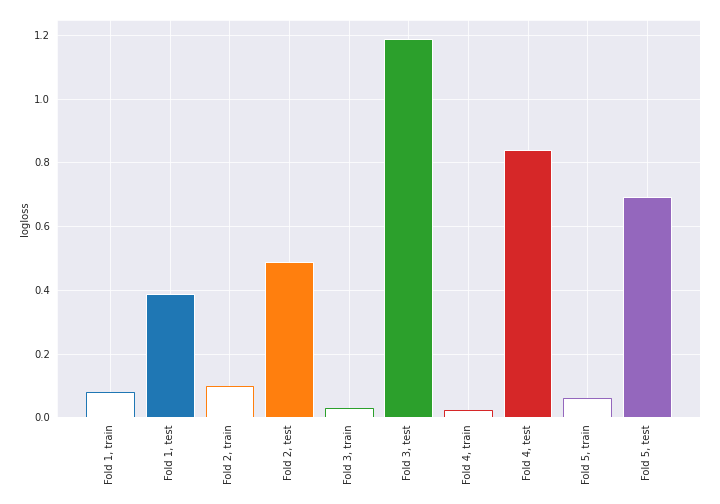 1.2
1.0
0.8
0.6
0.4
0.2
0.0
logloss
Fold 1, train
Fold 1, test
Fold 2, train
Fold 2, test
Fold 3, train
Fold 3, test
Fold 4, train
Fold 4, test
Fold 5, train
Fold 5, test